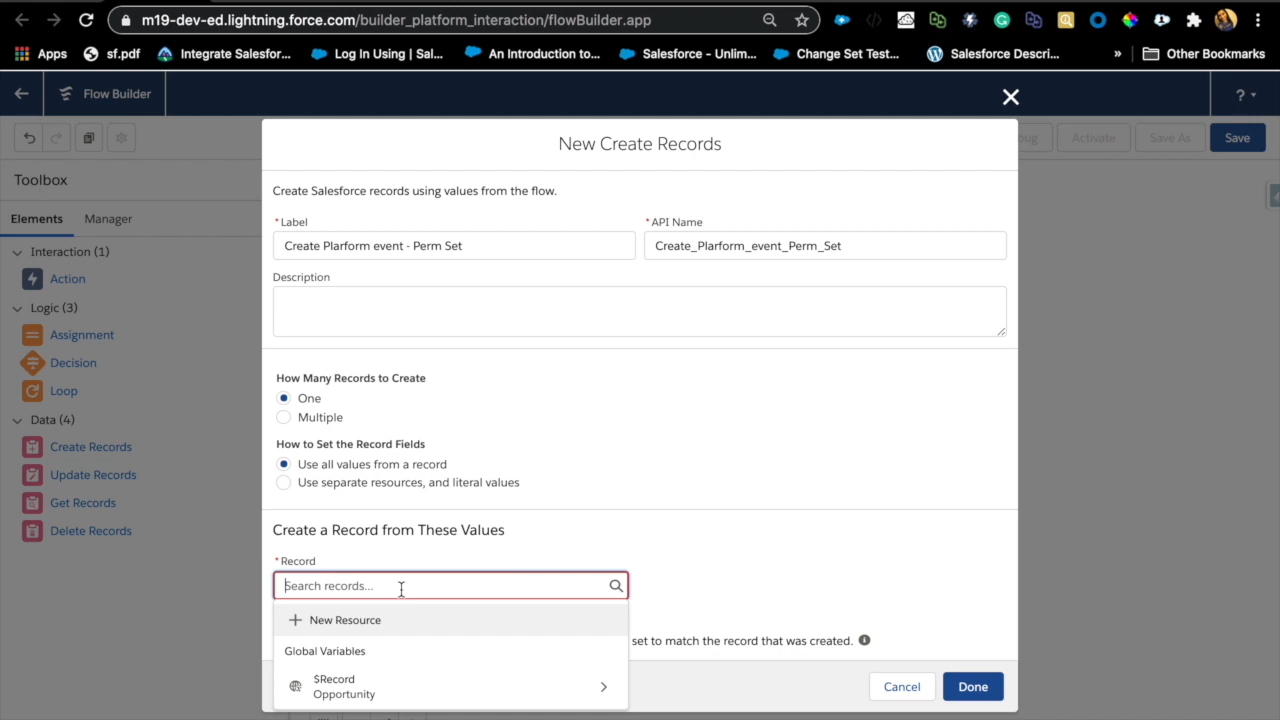 m19-dev-ed.lightning.force.com/builder_platform_interaction/flowBuilder.app
Apps sf.pdf Integrate Salesfor... Log In Using | Sal... An Introduction to... Salesforce – Unlim... Change Set Test... Salesforce Descri... » Other Bookmarks
Flow Builder ?
Activate Save As Save
Toolbox
Elements Manager
Interaction (1)
Action
Logic (3)
Assignment
Decision
Loop
Data (4)
Create Records
Update Records
Get Records
Delete Records
New Create Records
Create Salesforce records using values from the flow.
* Label * API Name
Create Plarform event - Perm Set Create_Plarform_event_Perm_Set
Description
How Many Records to Create
One
Multiple
How to Set the Record Fields
Use all values from a record
Use separate resources, and literal values
Create a Record from These Values
* Record
Search records...
New Resource
set to match the record that was created.
Global Variables
$Record
Opportunity
Cancel Done